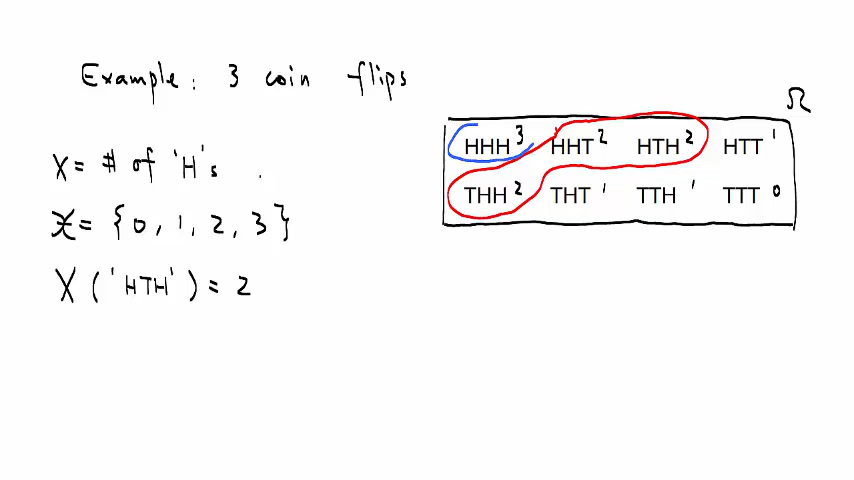 Example: 3 coin flips
Ω
X = # of 'H's .
𝒳 = {0, 1, 2, 3}
X('HTH') = 2
HHH 3 HHT 2 HTH 2 HTT 1
THH 2 THT 1 TTH 1 TTT 0